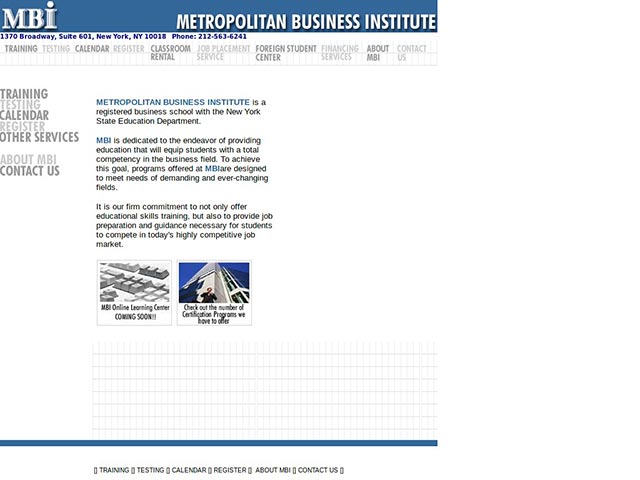 MBi METROPOLITAN BUSINESS INSTITUTE
1370 Broadway, Suite 601, New York, NY 10018 Phone: 212-563-6241
TRAINING TESTING CALENDAR REGISTER CLASSROOM RENTAL JOB PLACEMENT SERVICE FOREIGN STUDENT CENTER FINANCING SERVICES ABOUT MBI CONTACT US
TRAINING
TESTING
CALENDAR
REGISTER
OTHER SERVICES
ABOUT MBI
CONTACT US
METROPOLITAN BUSINESS INSTITUTE is a
registered business school with the New York
State Education Department.
MBI is dedicated to the endeavor of providing
education that will equip students with a total
competency in the business field. To achieve
this goal, programs offered at MBIare designed
to meet needs of demanding and ever-changing
fields.
It is our firm commitment to not only offer
educational skills training, but also to provide job
preparation and guidance necessary for students
to compete in today's highly competitive job
market.
MBI Online Learning Center
COMING SOON!!!
Check out the number of
Certification Programs we
have to offer
[] TRAINING [] TESTING [] CALENDAR [] REGISTER [] ABOUT MBI [] CONTACT US []